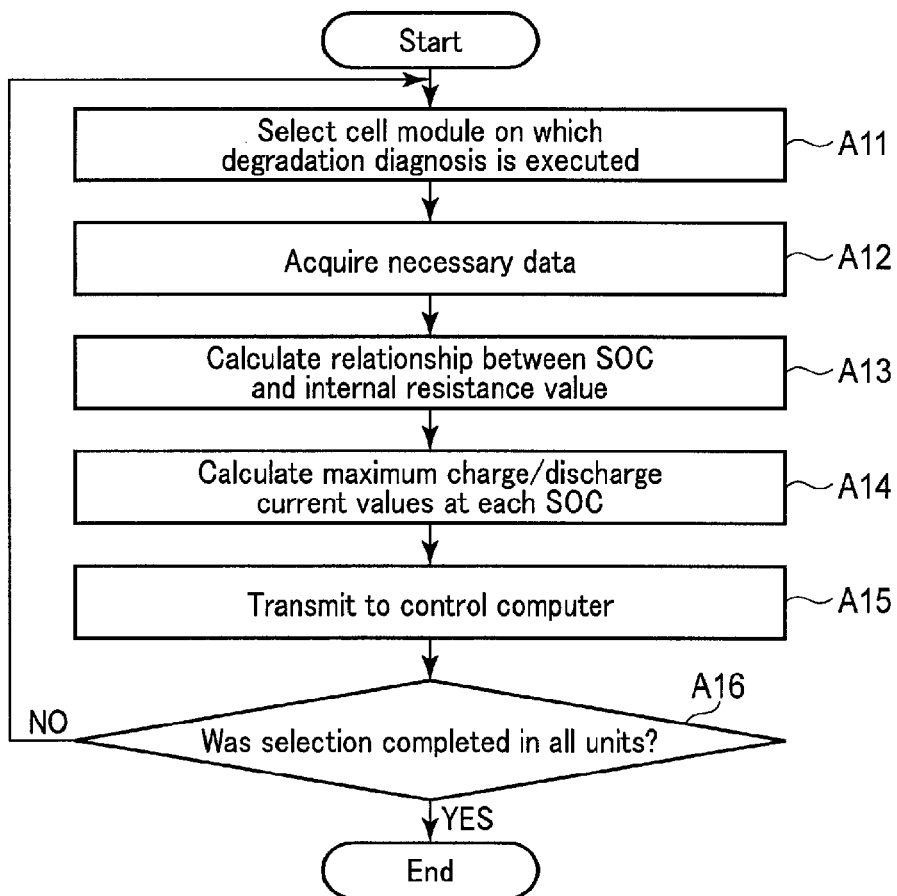 Start
Select cell module on which
degradation diagnosis is executed
A11
Acquire necessary data
A12
Calculate relationship between SOC
and internal resistance value
A13
Calculate maximum charge/discharge
current values at each SOC
A14
Transmit to control computer
A15
A16
NO
Was selection completed in all units?
YES
End